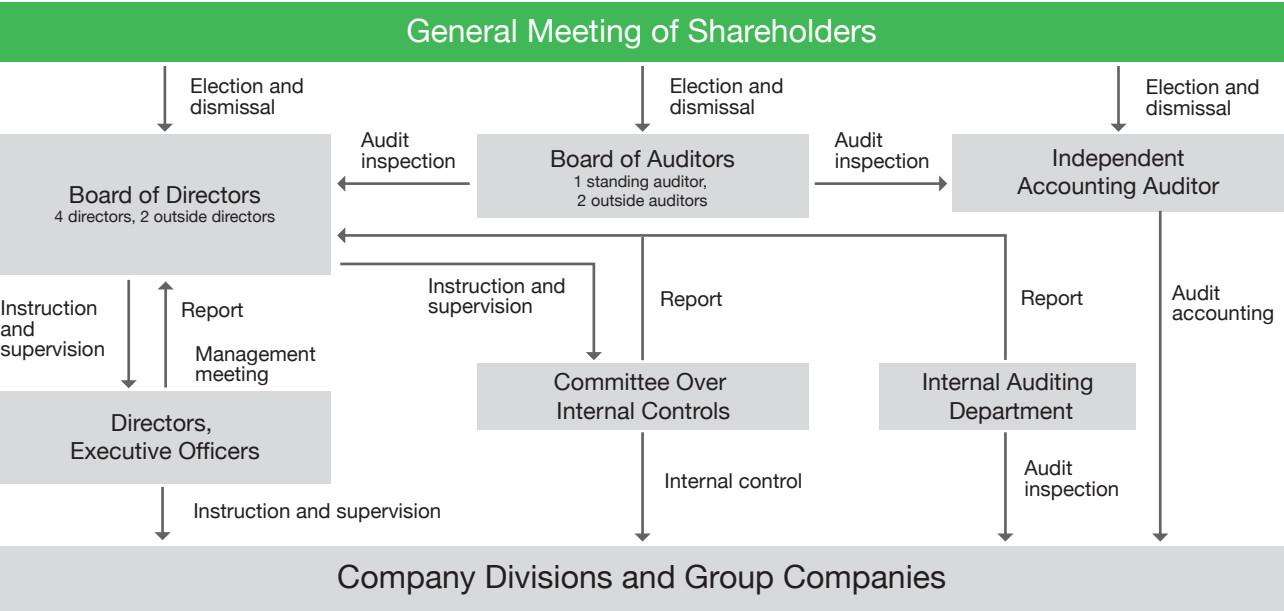 General Meeting of Shareholders
Election and
dismissal
Election and
dismissal
Election and
dismissal
Board of Directors
4 directors, 2 outside directors
Audit
inspection
Board of Auditors
1 standing auditor,
2 outside auditors
Audit
inspection
Independent
Accounting Auditor
Instruction
and
supervision
Report
Management
meeting
Instruction and
supervision
Report
Report
Audit
accounting
Directors,
Executive Officers
Committee Over
Internal Controls
Internal Auditing
Department
Instruction and supervision
Internal control
Audit
inspection
Company Divisions and Group Companies